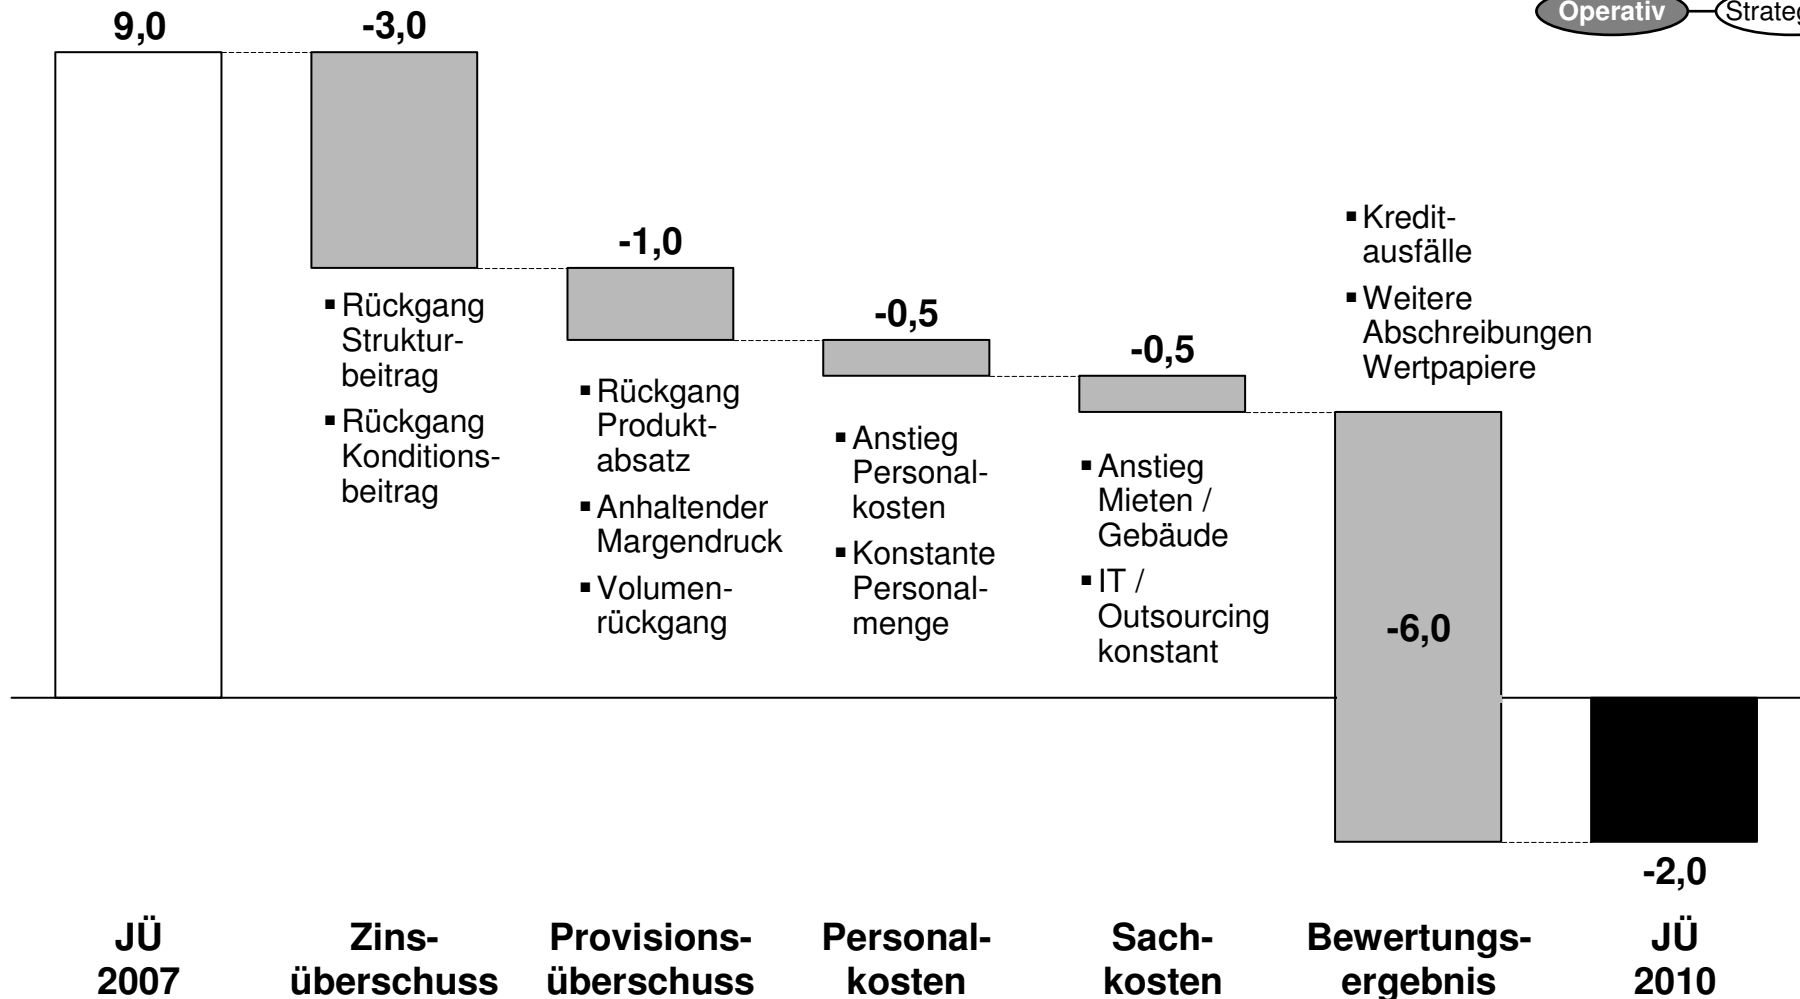 9,0
-3,0
Operativ
-1,0
-0,5
-0,5
▪ Kredit-
ausfälle
▪ Weitere
Abschreibungen
Wertpapiere
▪ Rückgang
Struktur-
beitrag
▪ Rückgang
Konditions-
beitrag
▪ Rückgang
Produkt-
absatz
▪ Anhaltender
Margendruck
▪ Volumen-
rückgang
▪ Anstieg
Personal-
kosten
▪ Konstante
Personal-
menge
▪ Anstieg
Mieten /
Gebäude
▪ IT /
Outsourcing
konstant
-6,0
-2,0
JÜ
2007
Zins-
überschuss
Provisions-
überschuss
Personal-
kosten
Sach-
kosten
Bewertungs-
ergebnis
JÜ
2010